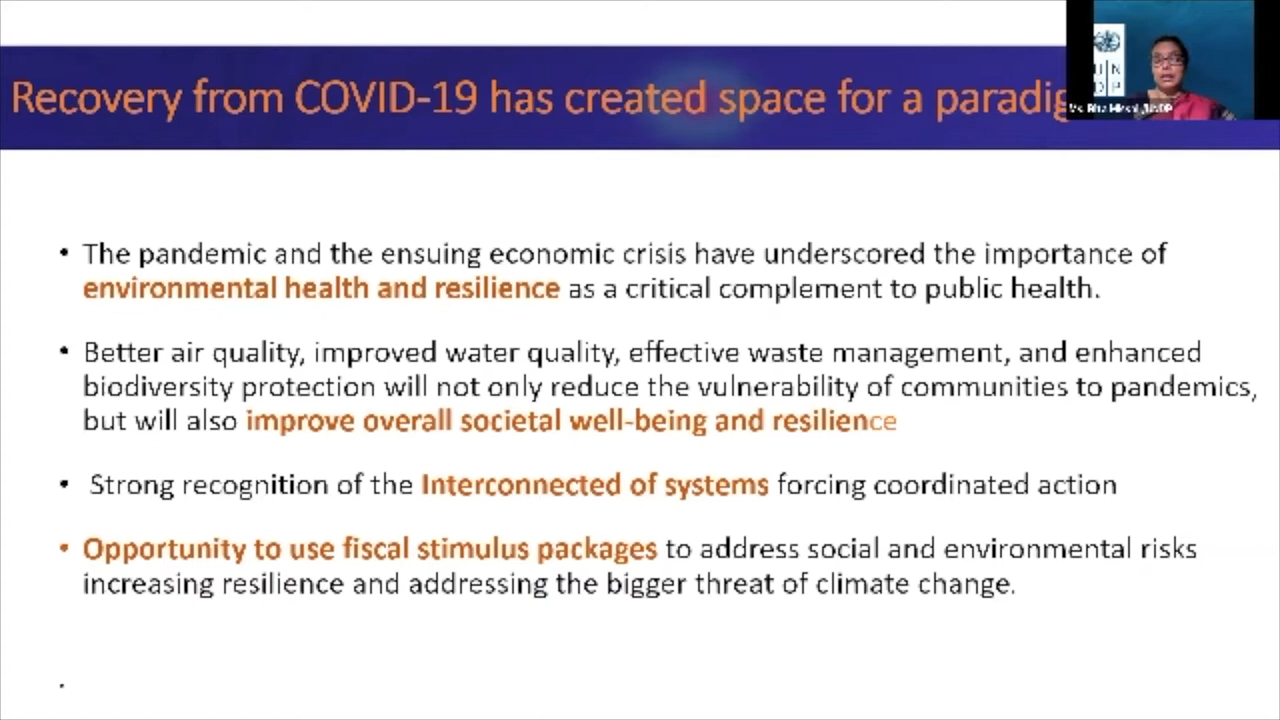 Recovery from COVID-19 has created space for a paradig
UN
DP
• The pandemic and the ensuing economic crisis have underscored the importance of
environmental health and resilience as a critical complement to public health.
• Better air quality, improved water quality, effective waste management, and enhanced
biodiversity protection will not only reduce the vulnerability of communities to pandemics,
but will also improve overall societal well-being and resilience
• Strong recognition of the Interconnected of systems forcing coordinated action
• Opportunity to use fiscal stimulus packages to address social and environmental risks
increasing resilience and addressing the bigger threat of climate change.
.